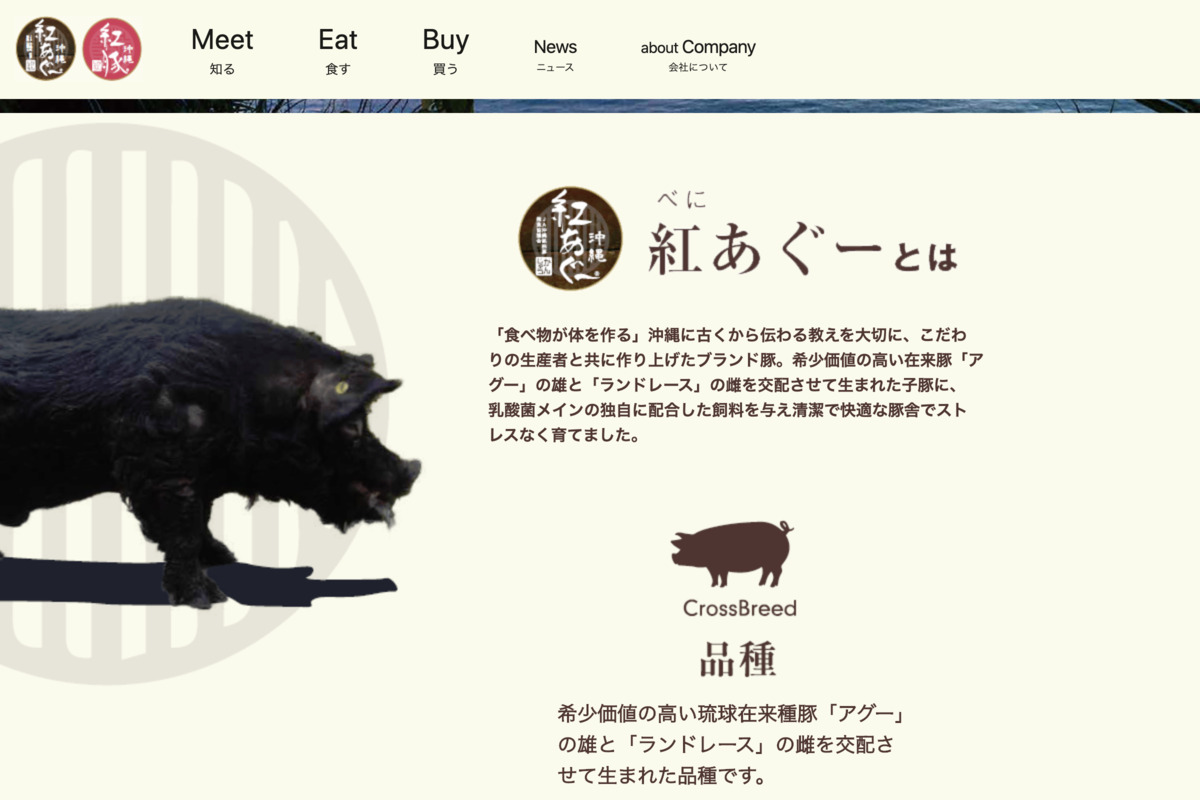 紅あぐー
沖縄
沖縄
紅豚
Meet
知る
Eat
食す
Buy
買う
News
ニュース
about Company
会社について
紅あぐー
沖縄
べに
紅あぐーとは
「食べ物が体を作る」沖縄に古くから伝わる教えを大切に、こだわ
りの生産者と共に作り上げたブランド豚。希少価値の高い在来豚「ア
グー」の雄と「ランドレース」の雌を交配させて生まれた子豚に、
乳酸菌メインの独自に配合した飼料を与え清潔で快適な豚舎でスト
レスなく育てました。
CrossBreed
品種
希少価値の高い琉球在来種豚「アグー」
の雄と「ランドレース」の雌を交配さ
せて生まれた品種です。